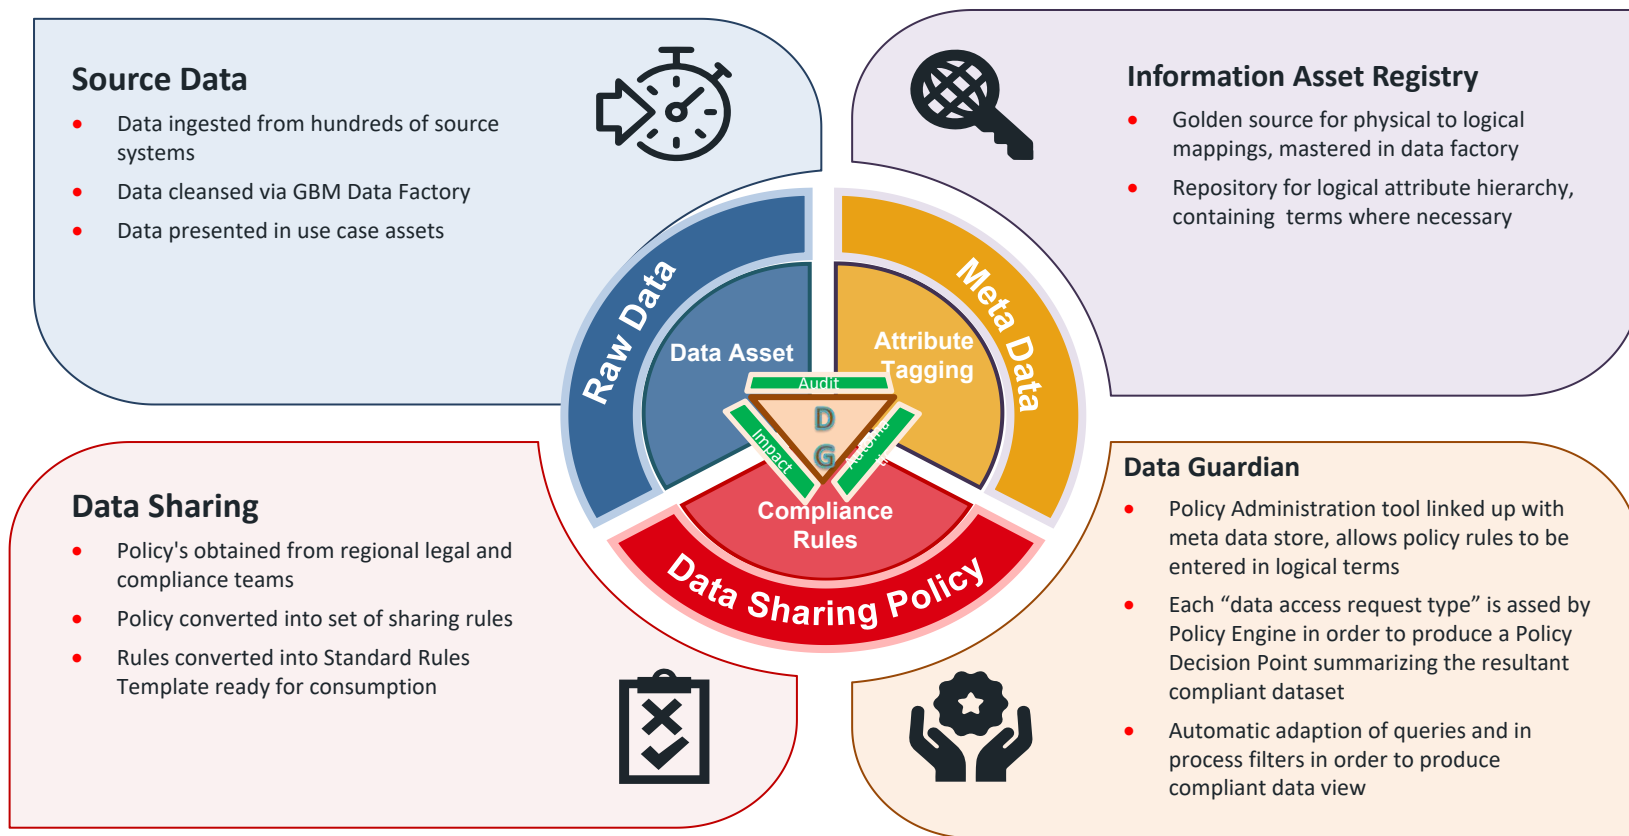 Source Data
Data ingested from hundreds of source
systems
Data cleansed via GBM Data Factory
Data presented in use case assets
Information Asset Registry
Golden source for physical to logical
mappings, mastered in data factory
Repository for logical attribute hierarchy,
containing  terms where necessary
Raw Data
Meta Data
Data Asset
Attribute
Tagging
Audit
D
G
Impact
Automa
Compliance
Rules
Data Sharing Policy
Data Sharing
Policy's obtained from regional legal and
compliance teams
Policy converted into set of sharing rules
Rules converted into Standard Rules
Template ready for consumption
Data Guardian
Policy Administration tool linked up with
meta data store, allows policy rules to be
entered in logical terms
Each “data access request type” is assed by
Policy Engine in order to produce a Policy
Decision Point summarizing the resultant
compliant dataset
Automatic adaption of queries and in
process filters in order to produce
compliant data view